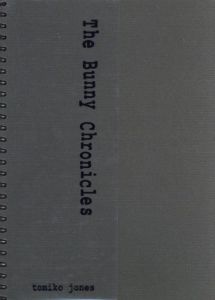 The Bunny Chronicles
tomiko jones